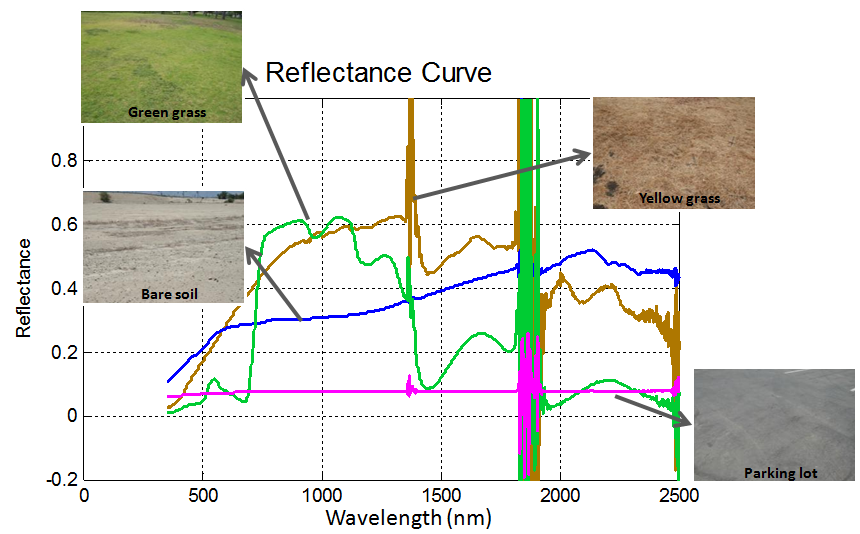 Reflectance Curve
Green grass
Yellow grass
Bare soil
Parking lot
Reflectance
0.8
0.6
0.4
0.2
0
-0.2
0
500
1000
1500
2000
2500
Wavelength (nm)